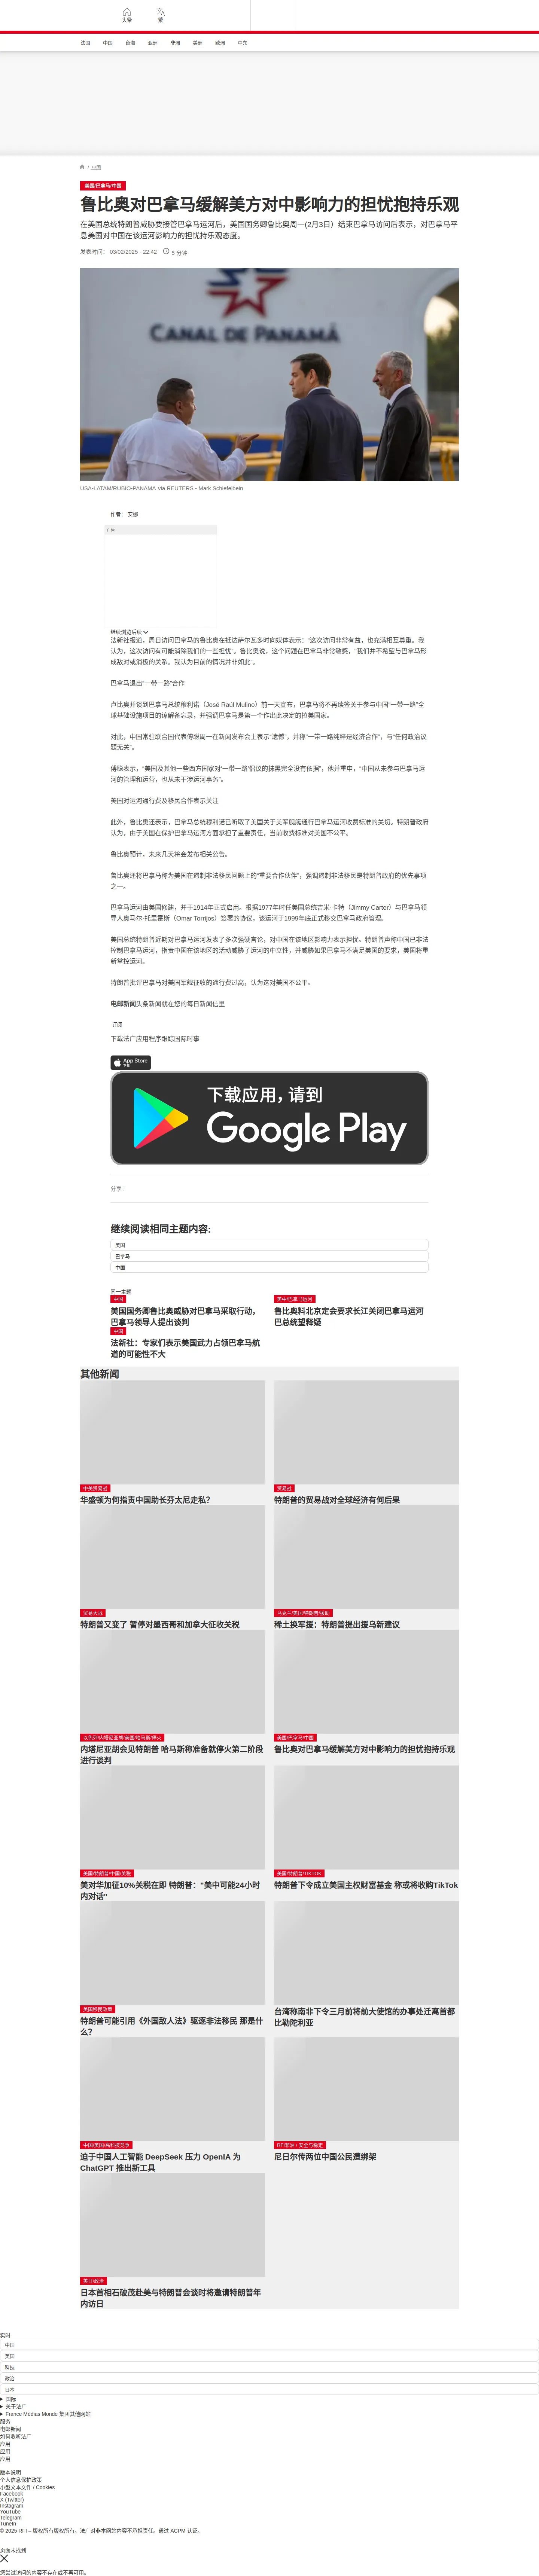 头条
繁
法国
中国
台海
亚洲
非洲
美洲
欧洲
中东
/ 中国
美国/巴拿马/中国
鲁比奥对巴拿马缓解美方对中影响力的担忧抱持乐观
在美国总统特朗普威胁要接管巴拿马运河后，美国国务卿鲁比奥周一(2月3日）结束巴拿马访问后表示，对巴拿马平
息美国对中国在该运河影响力的担忧持乐观态度。
发表时间： 03/02/2025 - 22:42
5 分钟
CANAL DE PANAMÁ
USA-LATAM/RUBIO-PANAMA via REUTERS - Mark Schiefelbein
作者： 安娜
广告
继续浏览后续
法新社报道，周日访问巴拿马的鲁比奥在抵达萨尔瓦多时向媒体表示：“这次访问非常有益，也充满相互尊重。我
认为，这次访问有可能消除我们的一些担忧”。鲁比奥说，这个问题在巴拿马非常敏感，“我们并不希望与巴拿马形
成敌对或消极的关系。我认为目前的情况并非如此”。
巴拿马退出“一带一路”合作
卢比奥并谈到巴拿马总统穆利诺（José Raúl Mulino）前一天宣布，巴拿马将不再续签关于参与中国“一带一路”全
球基础设施项目的谅解备忘录，并强调巴拿马是第一个作出此决定的拉美国家。
对此，中国常驻联合国代表傅聪周一在新闻发布会上表示“遗憾”，并称“一带一路纯粹是经济合作”，与“任何政治议
题无关”。
傅聪表示，“美国及其他一些西方国家对‘一带一路’倡议的抹黑完全没有依据”，他并重申，“中国从未参与巴拿马运
河的管理和运营，也从未干涉运河事务”。
美国对运河通行费及移民合作表示关注
此外，鲁比奥还表示，巴拿马总统穆利诺已听取了美国关于美军舰艇通行巴拿马运河收费标准的关切。特朗普政府
认为，由于美国在保护巴拿马运河方面承担了重要责任，当前收费标准对美国不公平。
鲁比奥预计，未来几天将会发布相关公告。
鲁比奥还将巴拿马称为美国在遏制非法移民问题上的“重要合作伙伴”，强调遏制非法移民是特朗普政府的优先事项
之一。
巴拿马运河由美国修建，并于1914年正式启用。根据1977年时任美国总统吉米·卡特（Jimmy Carter）与巴拿马领
导人奥马尔·托里霍斯（Omar Torrijos）签署的协议，该运河于1999年底正式移交巴拿马政府管理。
美国总统特朗普近期对巴拿马运河发表了多次强硬言论，对中国在该地区影响力表示担忧。特朗普声称中国已非法
控制巴拿马运河，指责中国在该地区的活动威胁了运河的中立性，并威胁如果巴拿马不满足美国的要求，美国将重
新掌控运河。
特朗普批评巴拿马对美国军舰征收的通行费过高，认为这对美国不公平。
电邮新闻头条新闻就在您的每日新闻信里
订阅
下载法广应用程序跟踪国际时事
App Store
下载
下载应用，请到
Google Play
分享 :
继续阅读相同主题内容:
美国
巴拿马
中国
同一主题
中国
美国国务卿鲁比奥威胁对巴拿马采取行动，
巴拿马领导人提出谈判
美中/巴拿马运河
鲁比奥料北京定会要求长江关闭巴拿马运河
巴总统望释疑
中国
法新社：专家们表示美国武力占领巴拿马航
道的可能性不大
其他新闻
中美贸易战
华盛顿为何指责中国助长芬太尼走私？
贸易战
特朗普的贸易战对全球经济有何后果
贸易大战
特朗普又变了 暂停对墨西哥和加拿大征收关税
乌克兰/美国/特朗普/援助
稀土换军援：特朗普提出援乌新建议
以色列/内塔尼亚胡/美国/哈马斯/停火
内塔尼亚胡会见特朗普 哈马斯称准备就停火第二阶段
进行谈判
美国/巴拿马/中国
鲁比奥对巴拿马缓解美方对中影响力的担忧抱持乐观
美国/特朗普/中国/关税
美对华加征10%关税在即 特朗普："美中可能24小时
内对话"
美国/特朗普/TIKTOK
特朗普下令成立美国主权财富基金 称或将收购TikTok
美国移民政策
特朗普可能引用《外国敌人法》驱逐非法移民 那是什
么？
台湾称南非下令三月前将前大使馆的办事处迁离首都
比勒陀利亚
中国/美国/高科技竞争
迫于中国人工智能 DeepSeek 压力 OpenIA 为
ChatGPT 推出新工具
RFI非洲 / 安全与稳定
尼日尔传两位中国公民遭绑架
美日/政治
日本首相石破茂赴美与特朗普会谈时将邀请特朗普年
内访日
实时
中国
美国
科技
政治
日本
国际
关于法广
France Médias Monde 集团其他网站
服务
电邮新闻
如何收听法广
应用
应用
应用
版本说明
个人信息保护政策
小型文本文件 / Cookies
Facebook
X (Twitter)
Instagram
YouTube
Telegram
TuneIn
© 2025 RFI – 版权所有版权所有。法广对非本网站内容不承担责任。通过 ACPM 认证。
页面未找到
您尝试访问的内容不存在或不再可用。